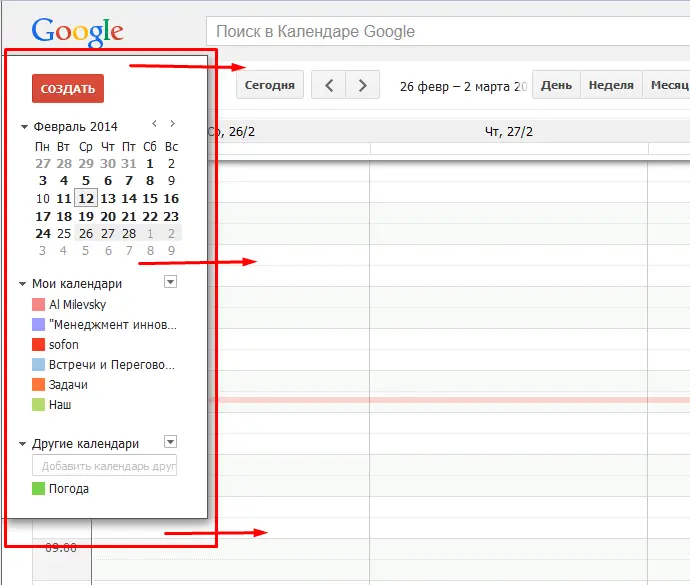 Google
Поиск в Календаре Google
СОЗДАТЬ
Сегодня
26 февр – 2 марта 20
День
Неделя
Месяц
Февраль 2014
Пн Вт Ср Чт Пт Сб Вс
27 28 29 30 31 1 2
3 4 5 6 7 8 9
10 11 12 13 14 15 16
17 18 19 20 21 22 23
24 25 26 27 28 1 2
3 4 5 6 7 8 9
р, 26/2
Чт, 27/2
Мои календари
Al Milevsky
"Менеджмент иннов...
sofon
Встречи и Перегово...
Задачи
Наш
Другие календари
Добавить календарь друг
Погода
09:00